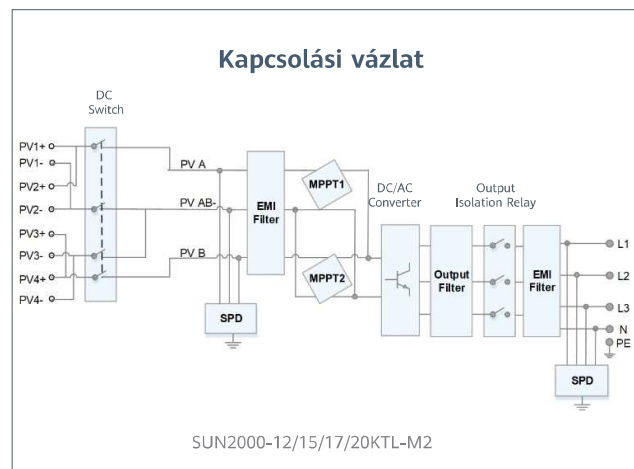 Kapcsolási vázlat
DC
Switch
PV1+
PV1-
PV2+
PV2-
PV3+
PV3-
PV4+
PV4-
PV A
PV AB-
PV B
SPD
EMI
Filter
MPPT1
MPPT2
DC/AC
Converter
Output
Filter
Output
Isolation Relay
EMI
Filter
L1
L2
L3
N
PE
SPD
SUN2000-12/15/17/20KTL-M2